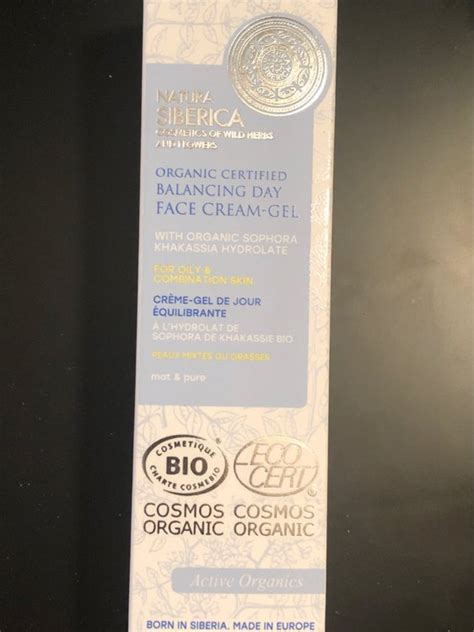 NATURA
SIBERICA
COSMETICS OF WILD HERBS
AND FLOWERS
ORGANIC CERTIFIED
BALANCING DAY
FACE CREAM-GEL
WITH ORGANIC SOPHORA
KHAKASSIA HYDROLATE
FOR OILY &
COMBINATION SKIN
CRÈME-GEL DE JOUR
ÉQUILIBRANTE
À L'HYDROLAT DE
SOPHORA DE KHAKASSIE BIO
PEAUX MIXTES OU GRASSES
mat & pure
COSMETIQUE
BIO
CHARTE COSMEBIO
ECO
CERT
COSMOS
ORGANIC
COSMOS
ORGANIC
Active Organics
BORN IN SIBERIA. MADE IN EUROPE